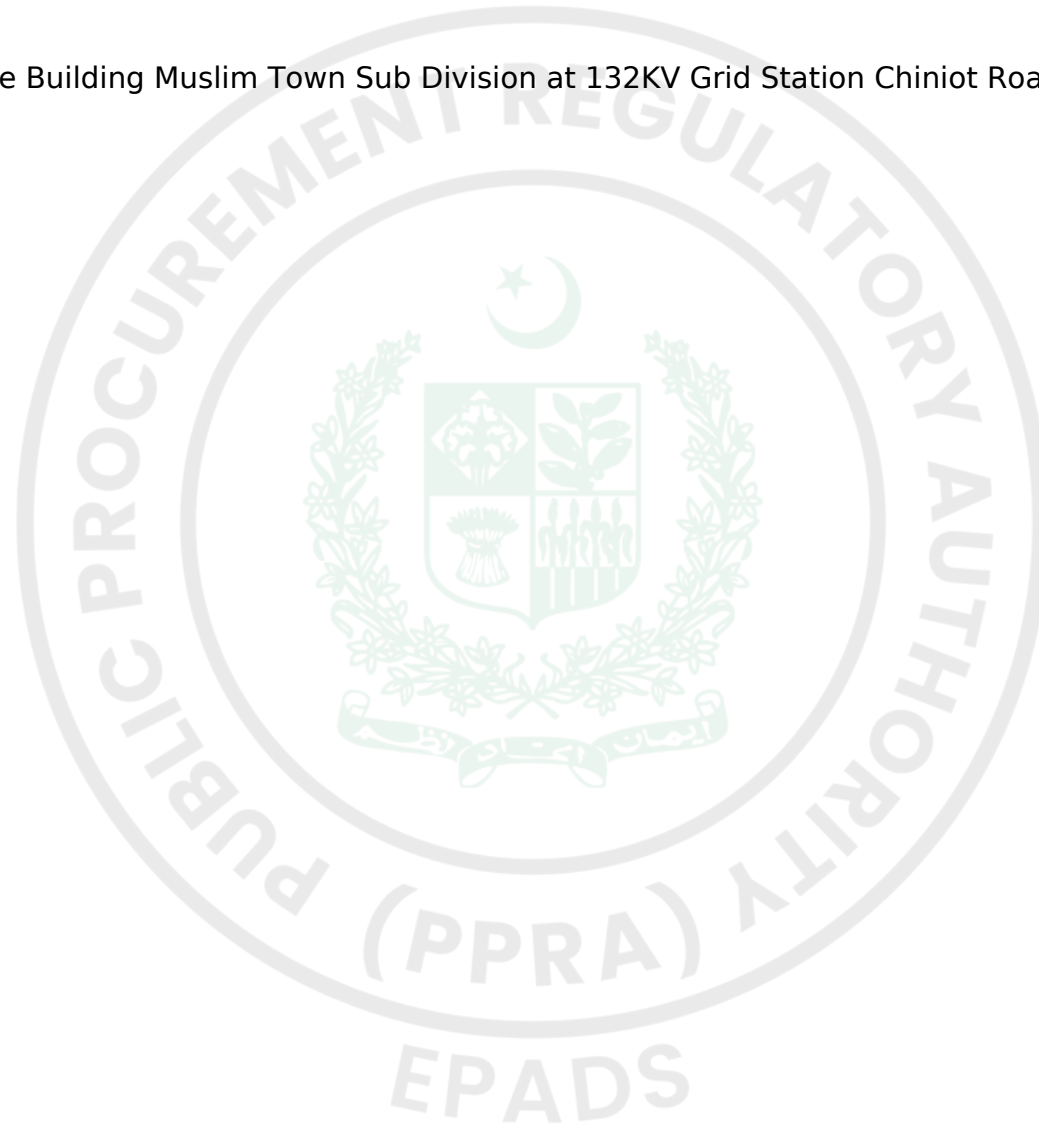 e Building Muslim Town Sub Division at 132KV Grid Station Chiniot Roa
PUBLIC PROCUREMENT REGULATORY AUTHORITY
(PPRA)
EPADS